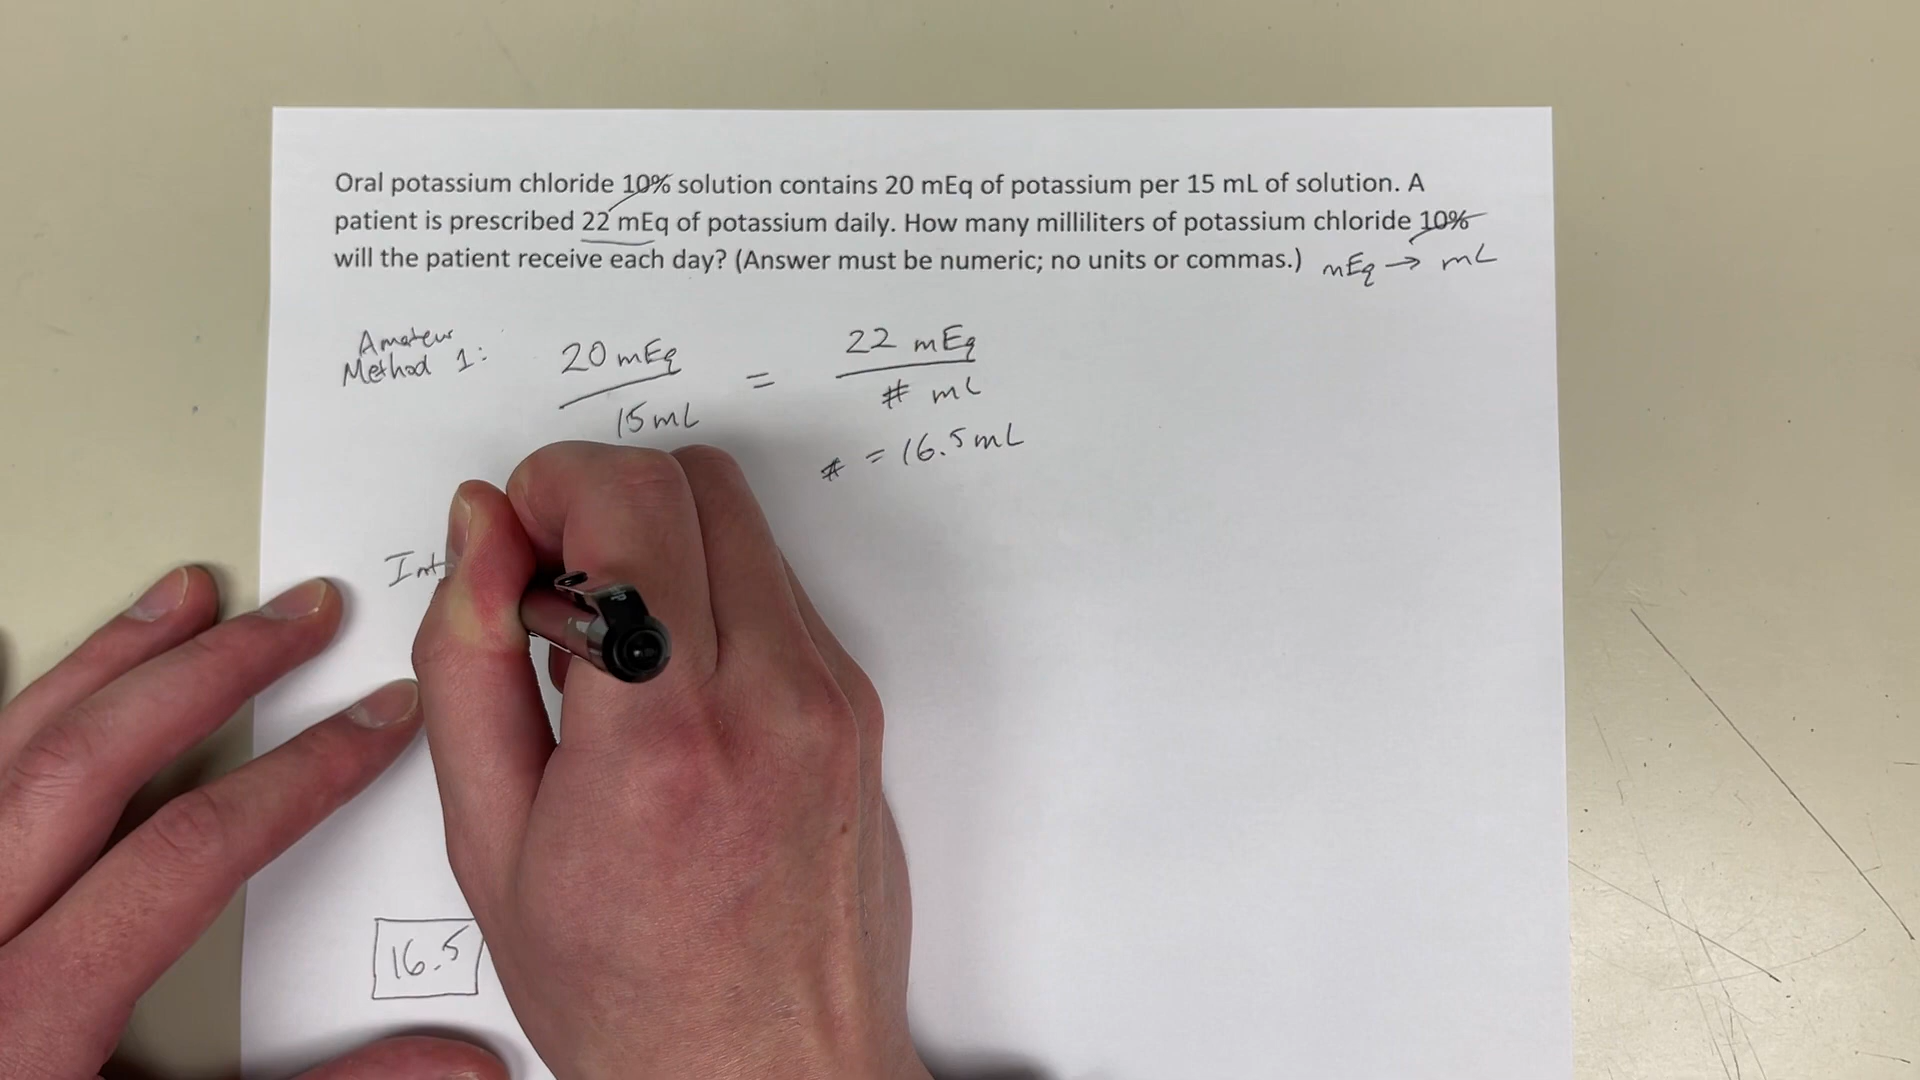 Oral potassium chloride 10% solution contains 20 mEq of potassium per 15 mL of solution. A
patient is prescribed 22 mEq of potassium daily. How many milliliters of potassium chloride 10%
will the patient receive each day? (Answer must be numeric; no units or commas.) mEq → mL
Amateur
Method 1:
20 mEq
15 mL
=
22 mEq
# mL
# = 16.5 mL
16.5